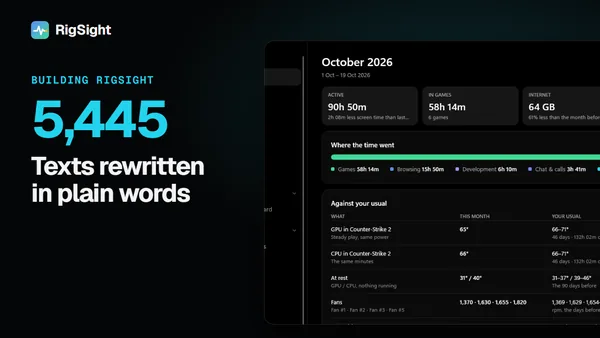 RigSight
BUILDING RIGSIGHT
5,445
Texts rewritten
in plain words
October 2026
1 Oct – 19 Oct 2026
ACTIVE
90h 50m
2h 08m less screen time than last...
IN GAMES
58h 14m
6 games
INTERNET
64 GB
61% less than the month before
Where the time went
Games 58h 14m
Browsing 15h 50m
Development 6h 10m
Chat & calls 3h 41m
Against your usual
WHAT THIS MONTH YOUR USUAL
GPU in Counter-Strike 2 65° 66–71°
Steady play, same power 46 days · 132h 02m
CPU in Counter-Strike 2 66° 66–71°
The same minutes 46 days · 132h 02m
At rest 31° / 40° 31–37° / 39–46°
GPU / CPU, nothing running The 90 days before
Fans 1,370 · 1,630 · 1,655 · 1,820 1,369 · 1,629 ·
Fan #1 · Fan #2 · Fan #3 · Fan #5 rpm, the days before